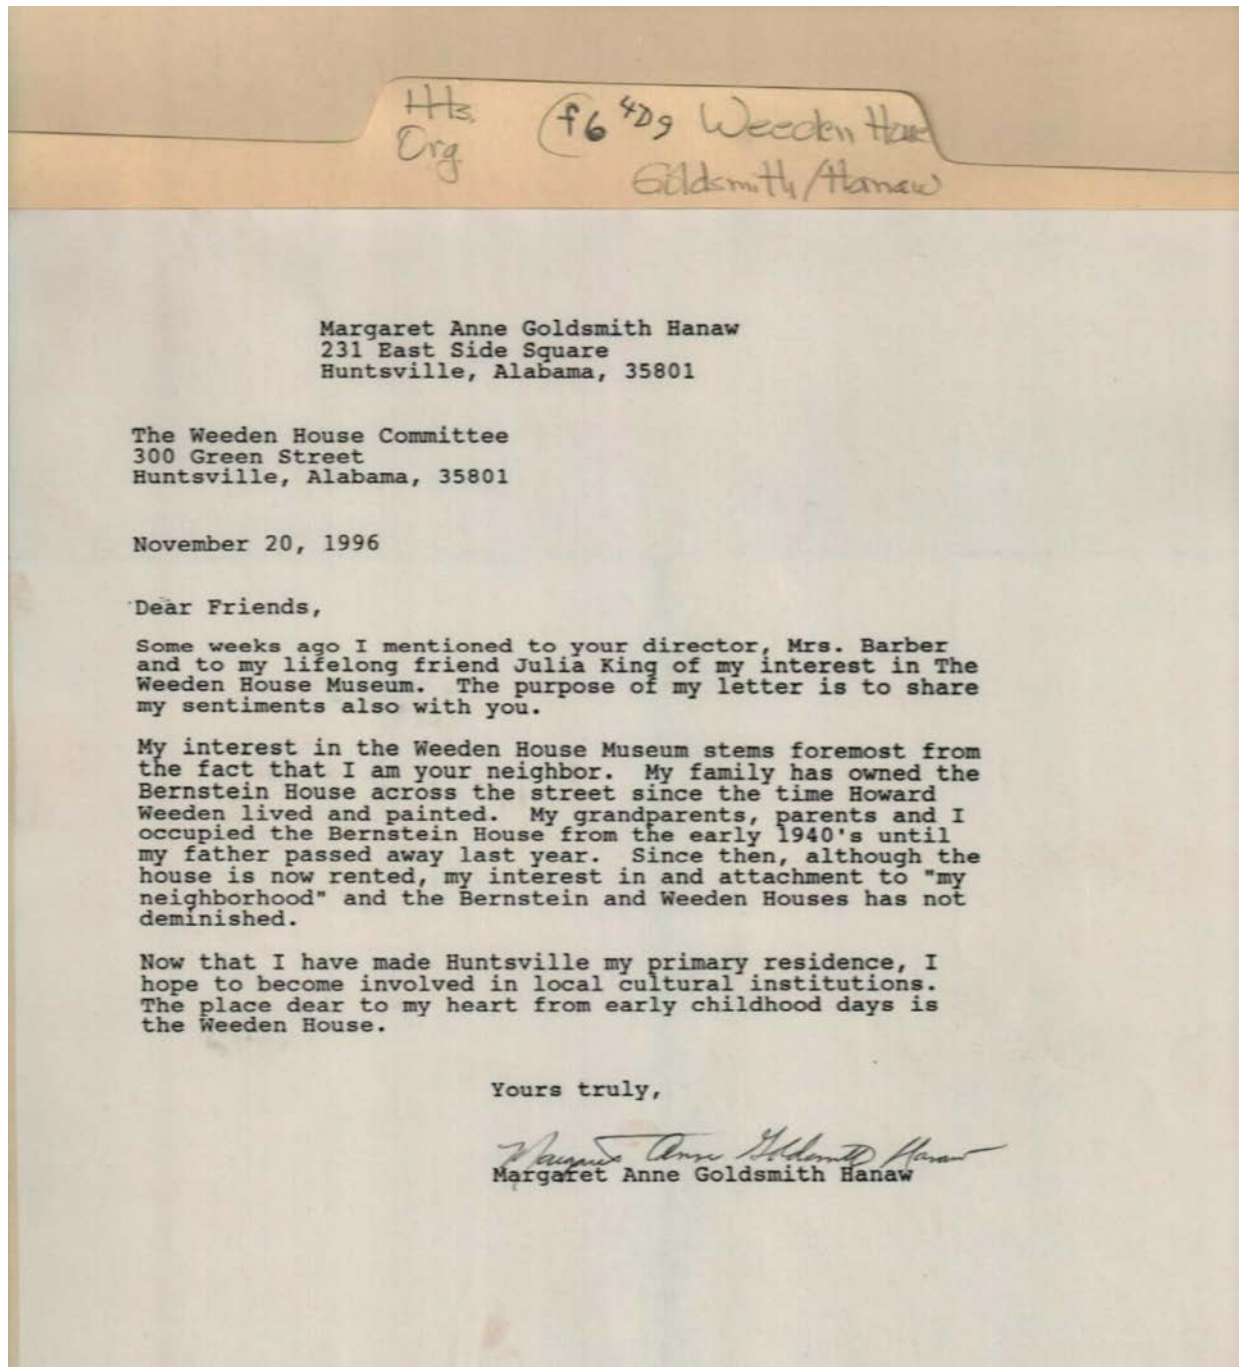 Org
f6 4D9 Weeden House
Goldsmith/Hanaw
Margaret Anne Goldsmith Hanaw
231 East Side Square
Huntsville, Alabama, 35801
The Weeden House Committee
300 Green Street
Huntsville, Alabama, 35801
November 20, 1996
Dear Friends,
Some weeks ago I mentioned to your director, Mrs. Barber
and to my lifelong friend Julia King of my interest in The
Weeden House Museum. The purpose of my letter is to share
my sentiments also with you.
My interest in the Weeden House Museum stems foremost from
the fact that I am your neighbor. My family has owned the
Bernstein House across the street since the time Howard
Weeden lived and painted. My grandparents, parents and I
occupied the Bernstein House from the early 1940's until
my father passed away last year. Since then, although the
house is now rented, my interest in and attachment to "my
neighborhood" and the Bernstein and Weeden Houses has not
deminished.
Now that I have made Huntsville my primary residence, I
hope to become involved in local cultural institutions.
The place dear to my heart from early childhood days is
the Weeden House.
Yours truly,
Margaret Anne Goldsmith Hanaw
Margaret Anne Goldsmith Hanaw